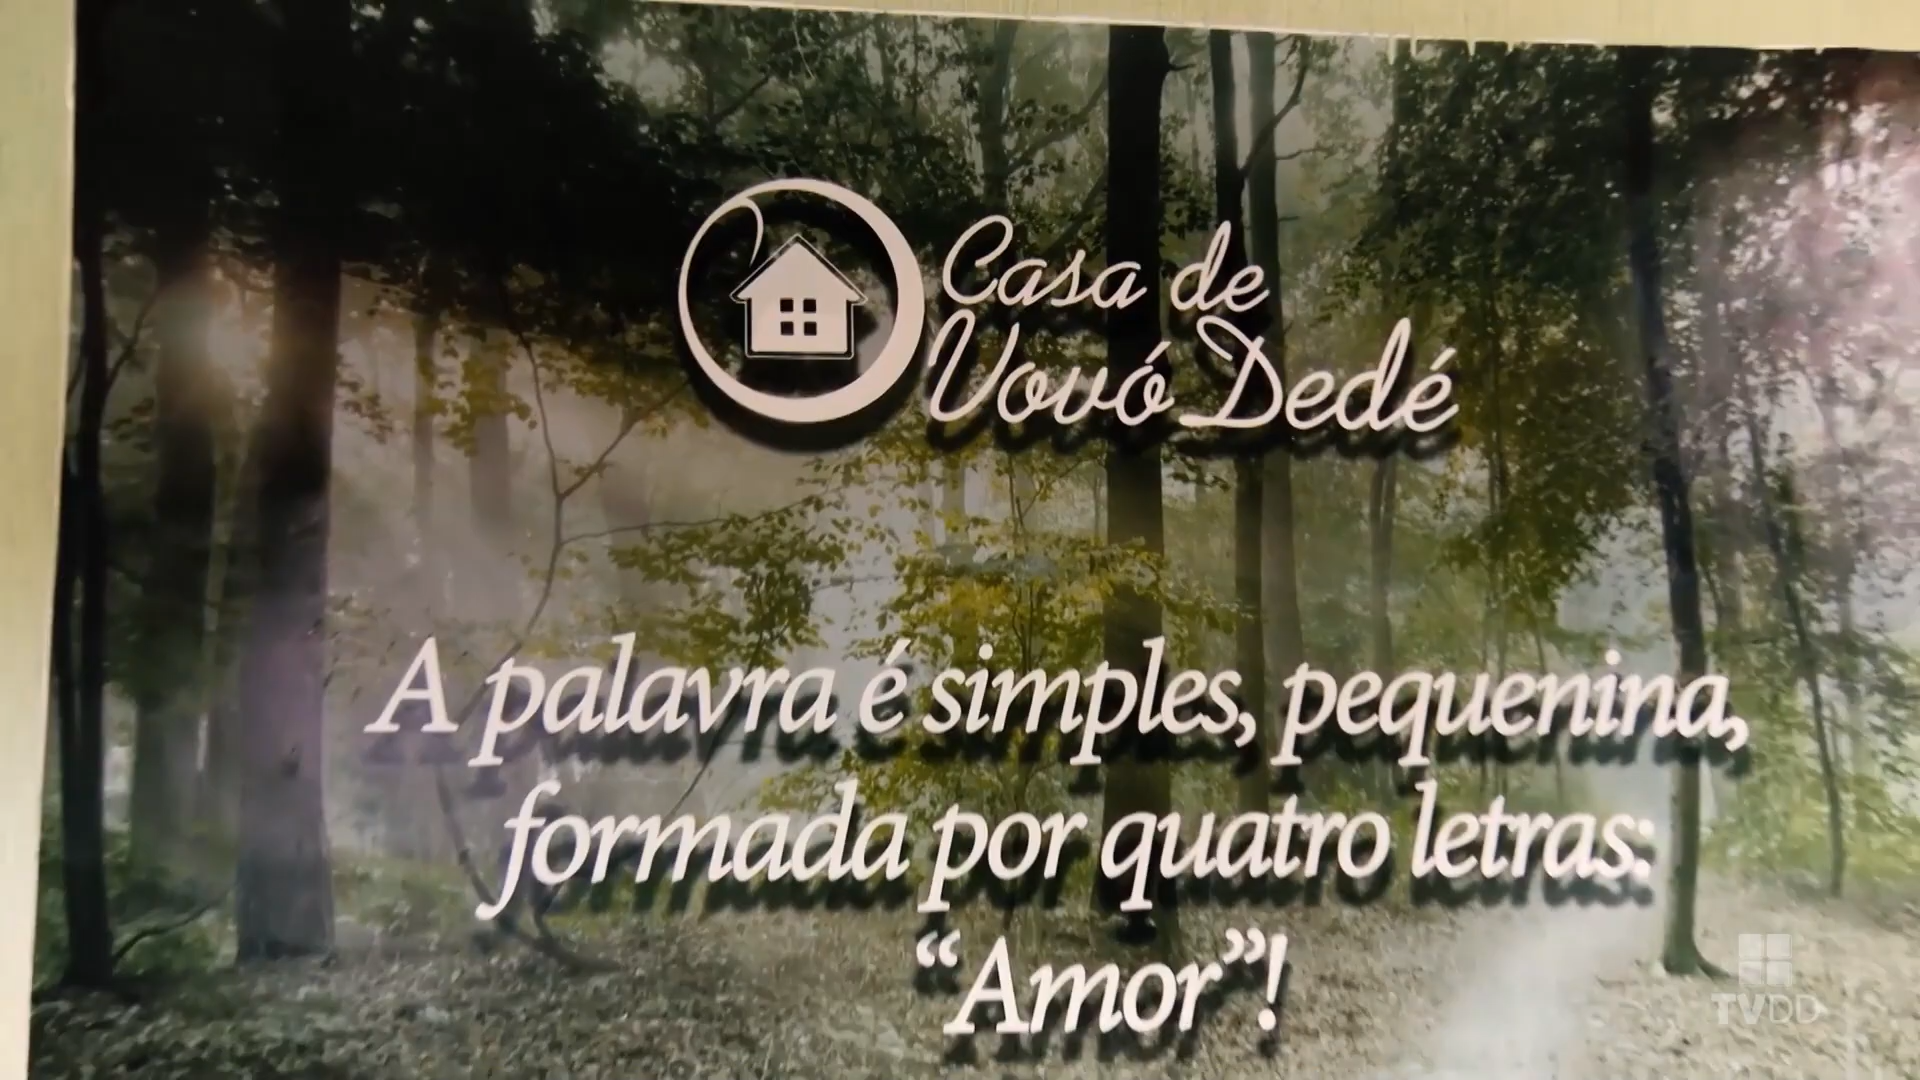 Casa de
Vovó Dedé
A palavra é simples, pequenina,
formada por quatro letras:
“Amor”!
TVDD